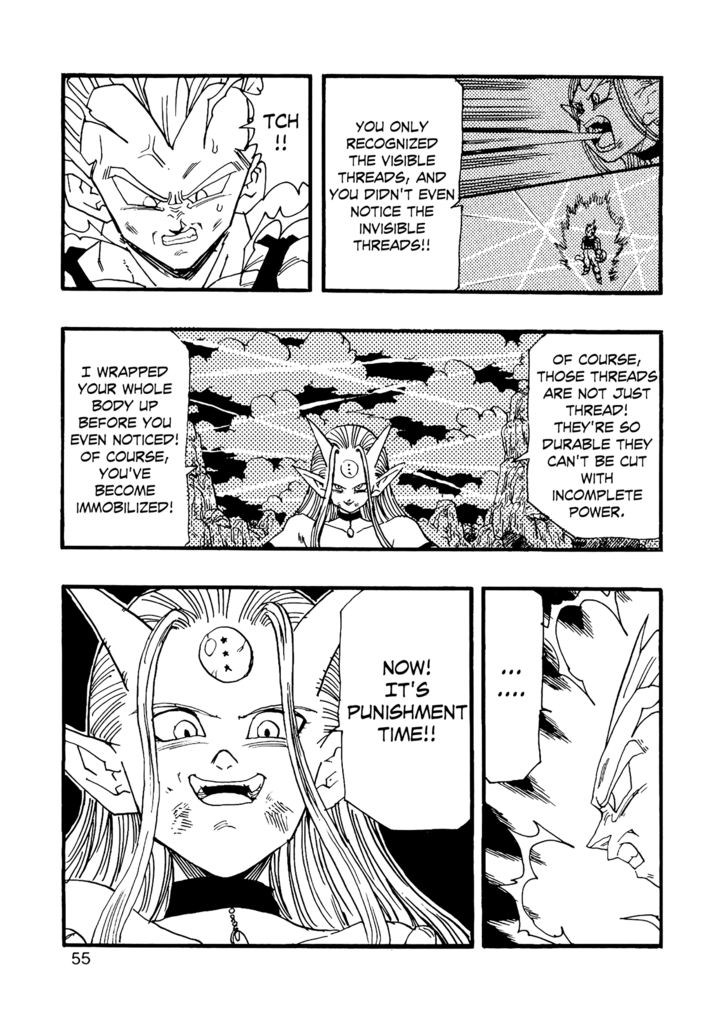 YOU ONLY
RECOGNIZED
THE VISIBLE
THREADS, AND
YOU DIDN'T EVEN
NOTICE THE
INVISIBLE
THREADS!!
TCH
!!
OF COURSE,
THOSE THREADS
ARE NOT JUST
THREAD!
THEY'RE SO
DURABLE THEY
CAN'T BE CUT
WITH
INCOMPLETE
POWER.
I WRAPPED
YOUR WHOLE
BODY UP
BEFORE YOU
EVEN NOTICED!
OF COURSE,
YOU'VE
BECOME
IMMOBILIZED!
...
....
NOW!
IT'S
PUNISHMENT
TIME!!
55